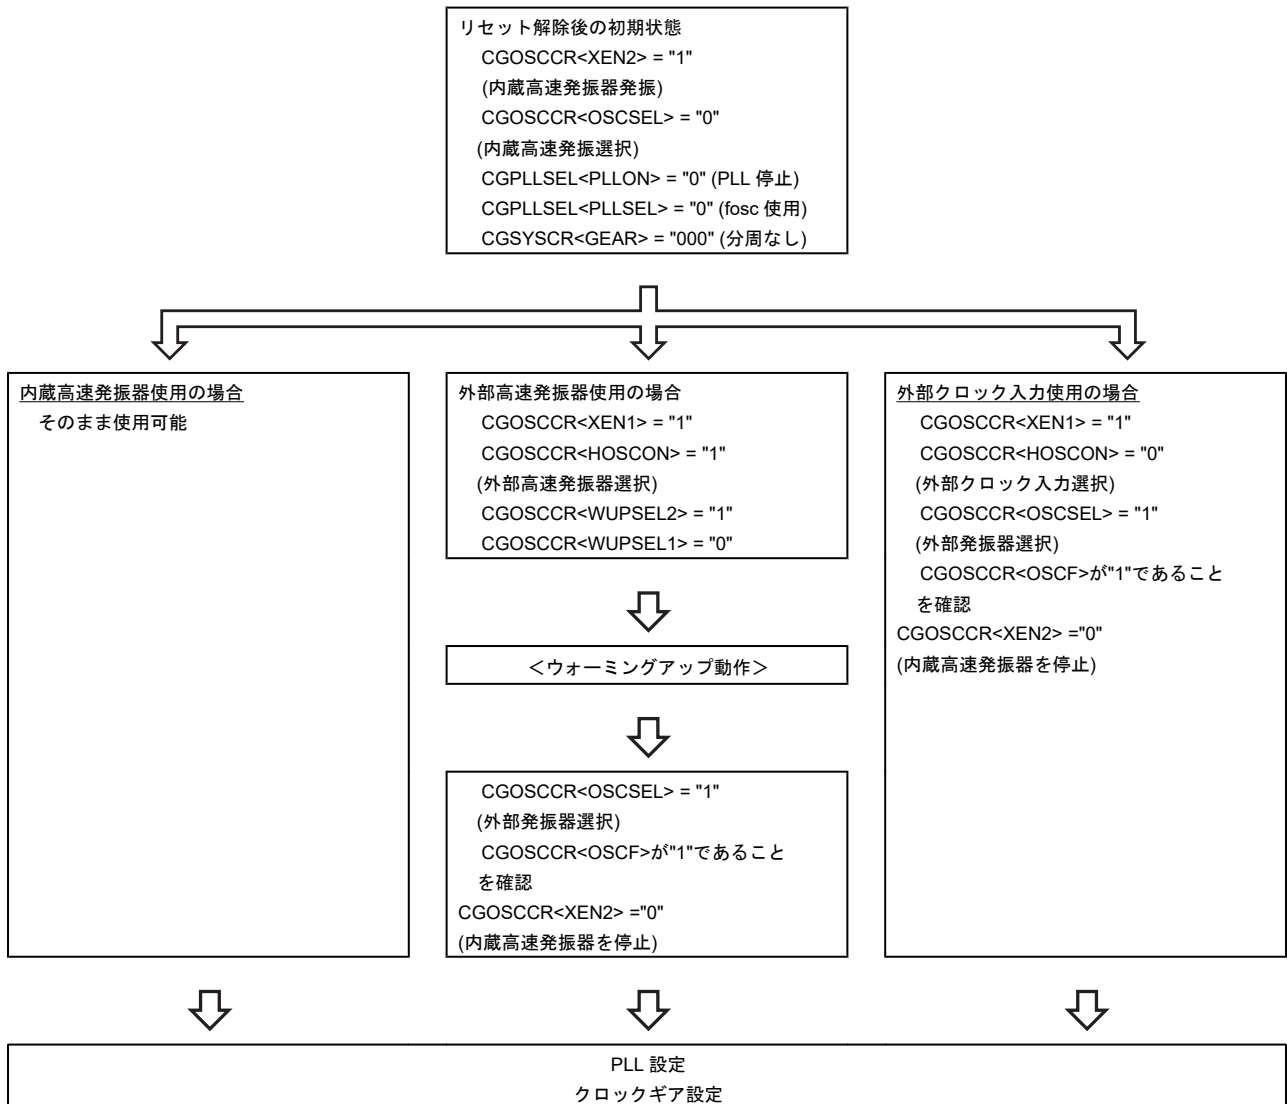 リセット解除後の初期状態
CGOSCCR<XEN2> = "1"
(内蔵高速発振器発振)
CGOSCCR<OSCSEL> = "0"
(内蔵高速発振選択)
CGPLLSEL<PLLON> = "0" (PLL 停止)
CGPLLSEL<PLLSEL> = "0" (fosc 使用)
CGSYSCR<GEAR> = "000" (分周なし)
内蔵高速発振器使用の場合
そのまま使用可能
外部高速発振器使用の場合
CGOSCCR<XEN1> = "1"
CGOSCCR<HOSCON> = "1"
(外部高速発振器選択)
CGOSCCR<WUPSEL2> = "1"
CGOSCCR<WUPSEL1> = "0"
<ウォーミングアップ動作>
CGOSCCR<OSCSEL> = "1"
(外部発振器選択)
CGOSCCR<OSCF>が"1"であること
を確認
CGOSCCR<XEN2> ="0"
(内蔵高速発振器を停止)
外部クロック入力使用の場合
CGOSCCR<XEN1> = "1"
CGOSCCR<HOSCON> = "0"
(外部クロック入力選択)
CGOSCCR<OSCSEL> = "1"
(外部発振器選択)
CGOSCCR<OSCF>が"1"であること
を確認
CGOSCCR<XEN2> ="0"
(内蔵高速発振器を停止)
PLL 設定
クロックギア設定